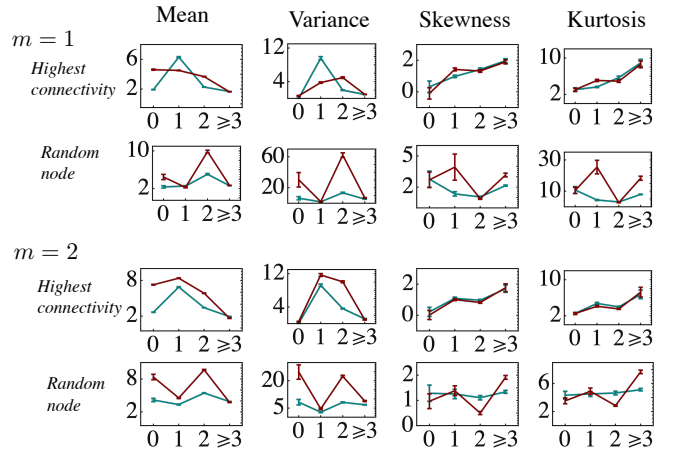 Mean Variance Skewness Kurtosis
m = 1
Highest connectivity
6 2 0 1 2 ⩾3
12 4 0 1 2 ⩾3
2 0 0 1 2 ⩾3
10 2 0 1 2 ⩾3
Random node
10 2 0 1 2 ⩾3
60 20 0 1 2 ⩾3
5 2 0 1 2 ⩾3
30 10 0 1 2 ⩾3
m = 2
Highest connectivity
8 2 0 1 2 ⩾3
12 4 0 1 2 ⩾3
2 0 0 1 2 ⩾3
10 2 0 1 2 ⩾3
Random node
8 2 0 1 2 ⩾3
20 5 0 1 2 ⩾3
2 1 0 0 1 2 ⩾3
6 2 0 1 2 ⩾3